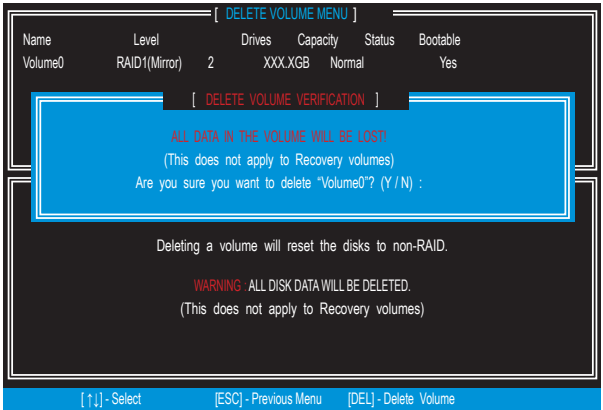 [ DELETE VOLUME MENU ]
Name Level Drives Capacity Status Bootable
Volume0 RAID1(Mirror) 2 XXX.XGB Normal Yes
[ DELETE VOLUME VERIFICATION ]
ALL DATA IN THE VOLUME WILL BE LOST!
(This does not apply to Recovery volumes)
Are you sure you want to delete “Volume0”? (Y / N) :
Deleting a volume will reset the disks to non-RAID.
WARNING : ALL DISK DATA WILL BE DELETED.
(This does not apply to Recovery volumes)
[↑↓] - Select [ESC] - Previous Menu [DEL] - Delete Volume